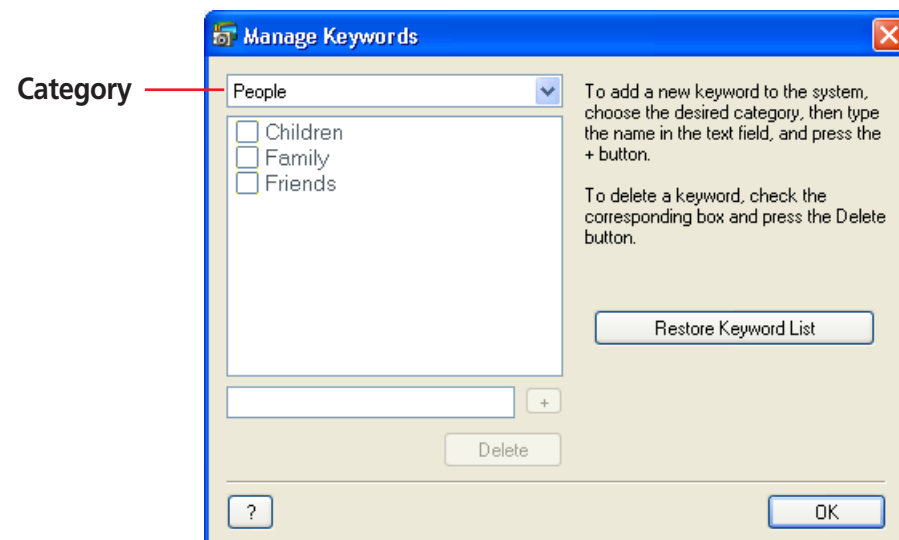 Manage Keywords
Category
People
Children
Family
Friends
To add a new keyword to the system,
choose the desired category, then type
the name in the text field, and press the
+ button.
To delete a keyword, check the
corresponding box and press the Delete
button.
Restore Keyword List
+
Delete
?
OK